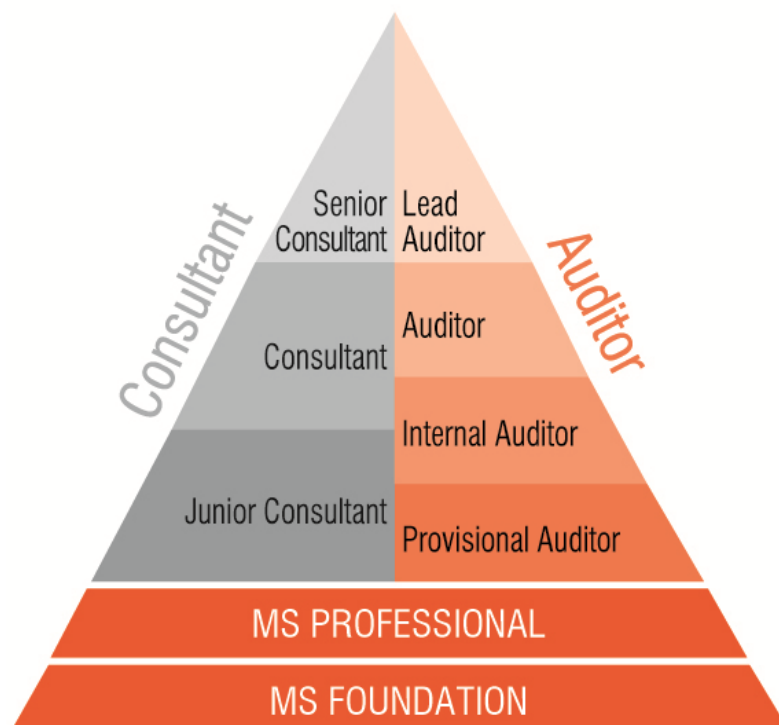 Consultant
Auditor
Senior
Consultant
Lead
Auditor
Consultant
Auditor
Internal Auditor
Junior Consultant
Provisional Auditor
MS PROFESSIONAL
MS FOUNDATION